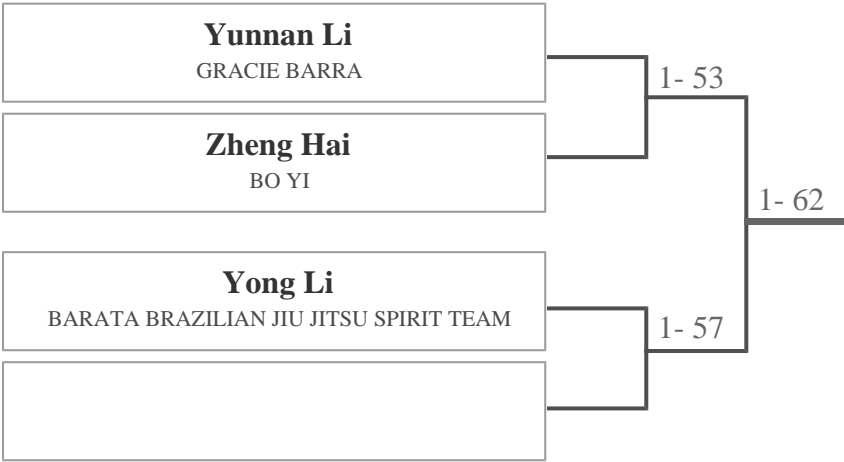 Yunnan Li
GRACIE BARRA
1- 53
Zheng Hai
BO YI
1- 62
Yong Li
BARATA BRAZILIAN JIU JITSU SPIRIT TEAM
1- 57